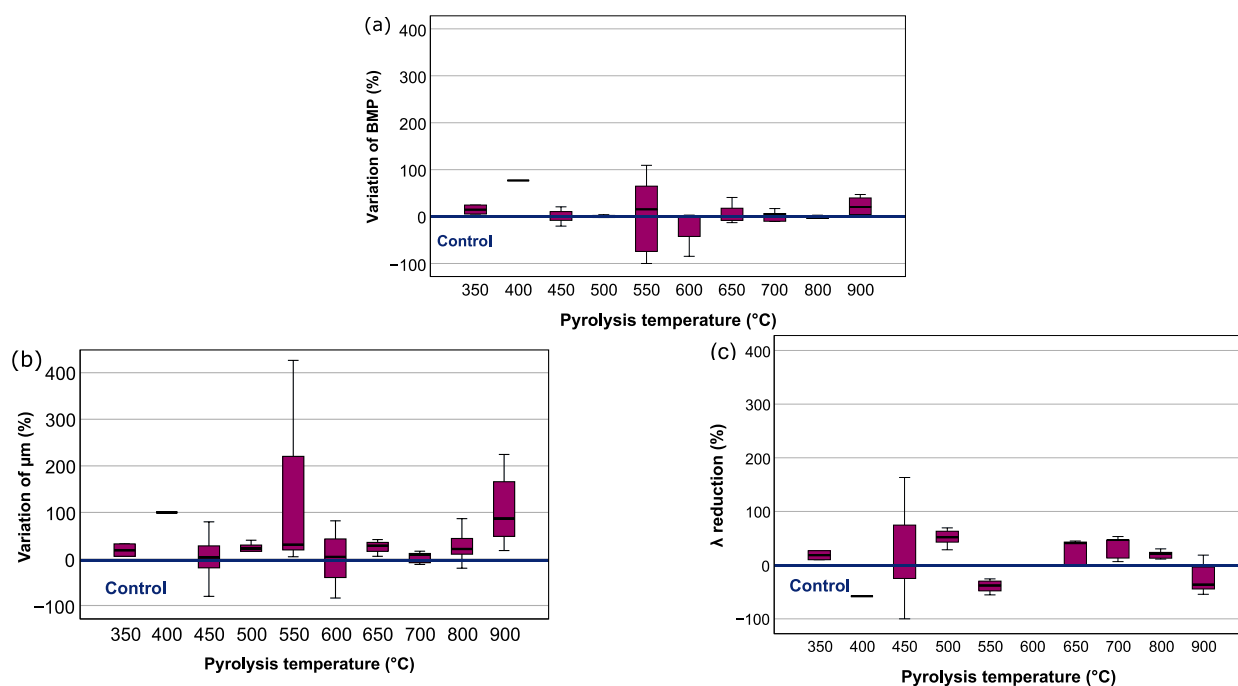 (a)
Variation of BMP (%)
400
300
200
100
0
−100
Control
350 400 450 500 550 600 650 700 800 900
Pyrolysis temperature (°C)
(b)
Variation of µm (%)
400
300
200
100
0
−100
Control
350 400 450 500 550 600 650 700 800 900
Pyrolysis temperature (°C)
(c)
λ reduction (%)
400
300
200
100
0
−100
Control
350 400 450 500 550 600 650 700 800 900
Pyrolysis temperature (°C)